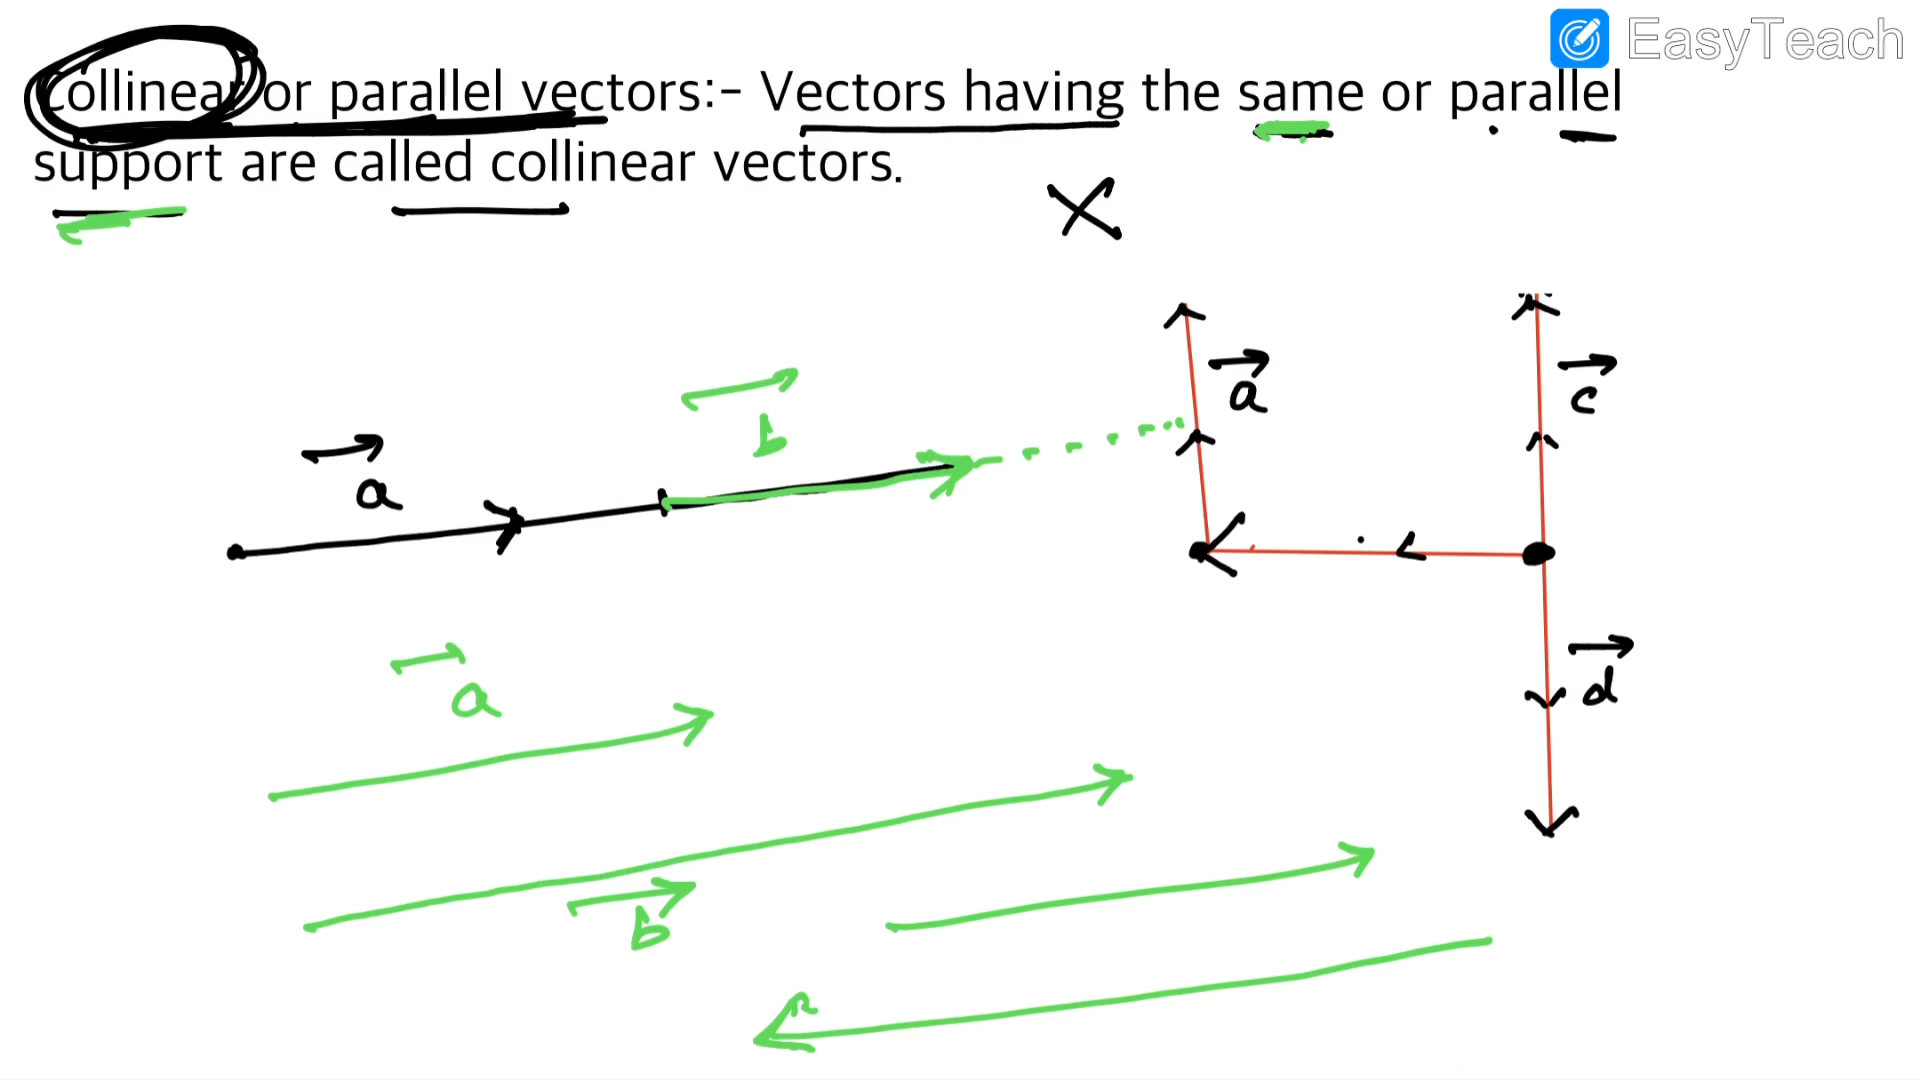 EasyTeach
Collinear or parallel vectors:- Vectors having the same or parallel
support are called collinear vectors.
a
b
a
c
a
b
d